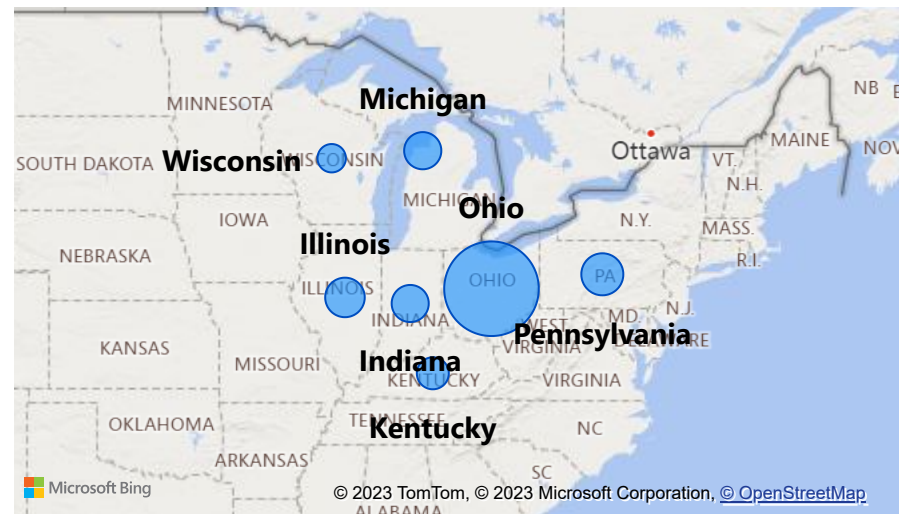 NB
MINNESOTA
Michigan
Ottawa
MAINE
NOV
SOUTH DAKOTA
Wisconsin
WISCONSIN
VT.
N.H.
MICHIGAN
Ohio
IOWA
N.Y.
MASS.
Illinois
NEBRASKA
R.I.
ILLINOIS
OHIO
PA
INDIANA
WEST
VIRGINIA
MD.
N.J.
Pennsylvania
DELAWARE
KANSAS
MISSOURI
Indiana
KENTUCKY
VIRGINIA
OKLAHOMA
TENNESSEE
Kentucky
NC
ARKANSAS
SC
Microsoft Bing
© 2023 TomTom, © 2023 Microsoft Corporation, © OpenStreetMap
ALABAMA